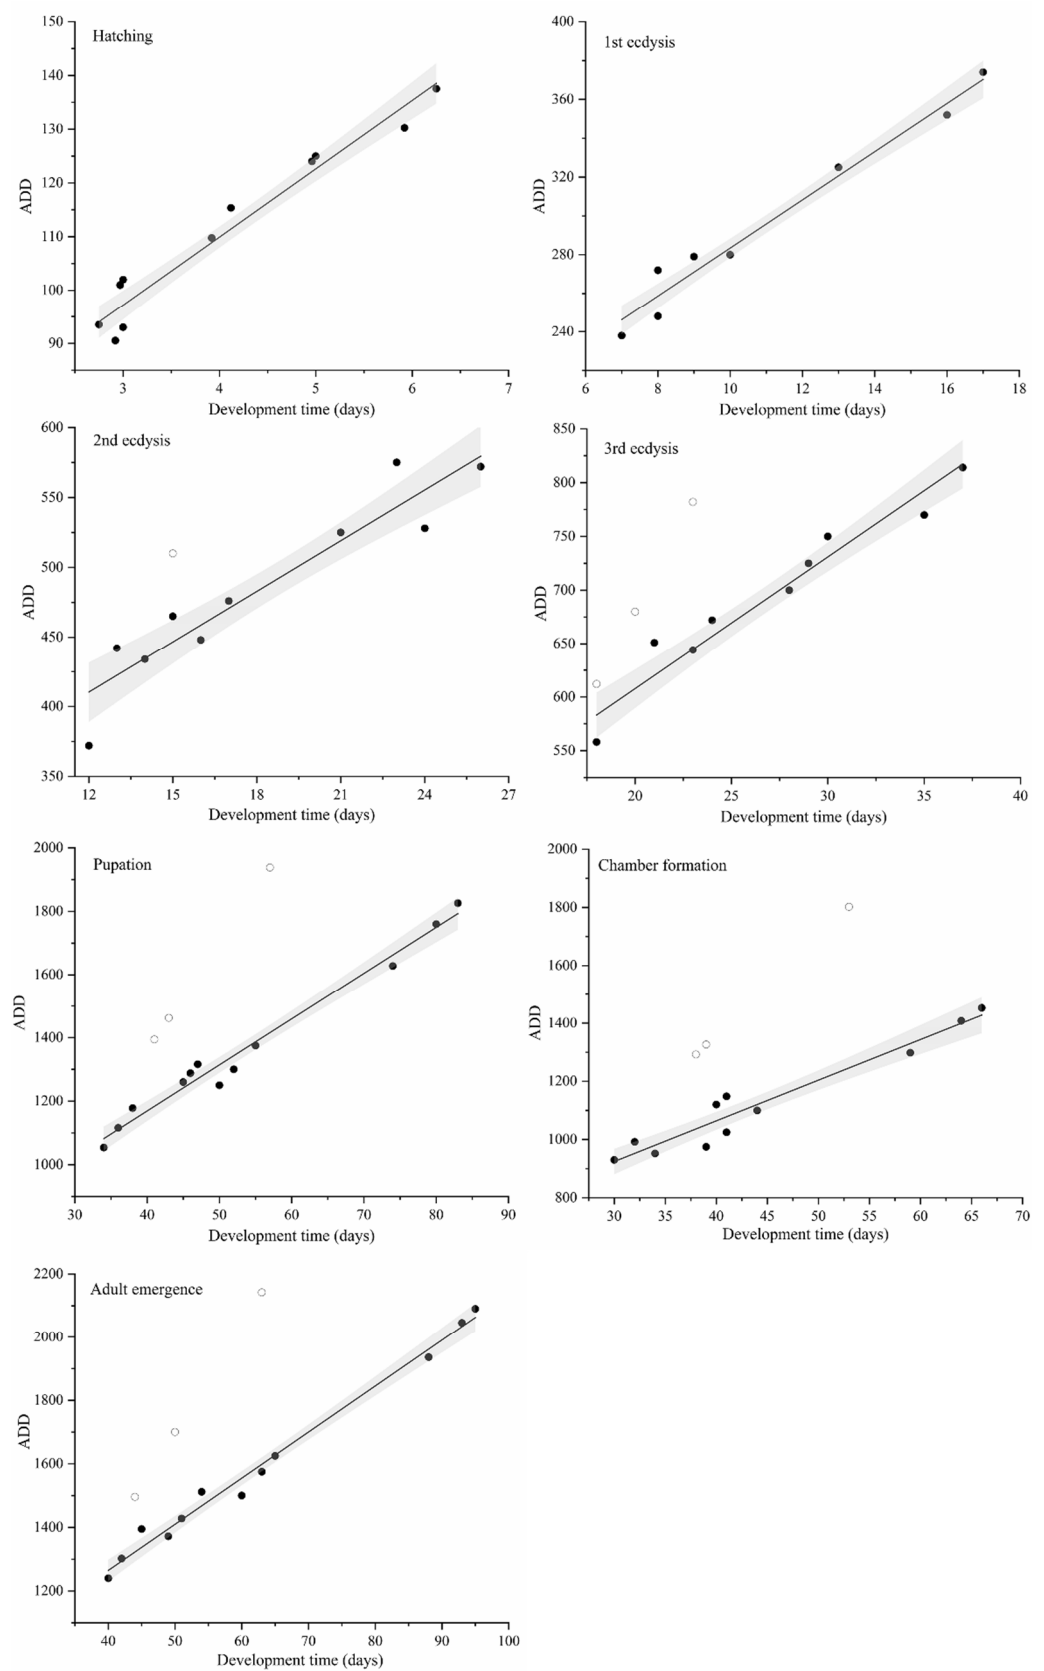 Hatching
150
140
130
120
110
100
90
ADD
3 4 5 6 7
Development time (days)
1st ecdysis
400
360
320
280
240
ADD
6 8 10 12 14 16 18
Development time (days)
2nd ecdysis
600
550
500
450
400
350
ADD
12 15 18 21 24 27
Development time (days)
3rd ecdysis
850
800
750
700
650
600
550
ADD
20 25 30 35 40
Development time (days)
Pupation
2000
1800
1600
1400
1200
1000
ADD
30 40 50 60 70 80 90
Development time (days)
Chamber formation
2000
1800
1600
1400
1200
1000
800
ADD
30 35 40 45 50 55 60 65 70
Development time (days)
Adult emergence
2200
2000
1800
1600
1400
1200
ADD
40 50 60 70 80 90 100
Development time (days)